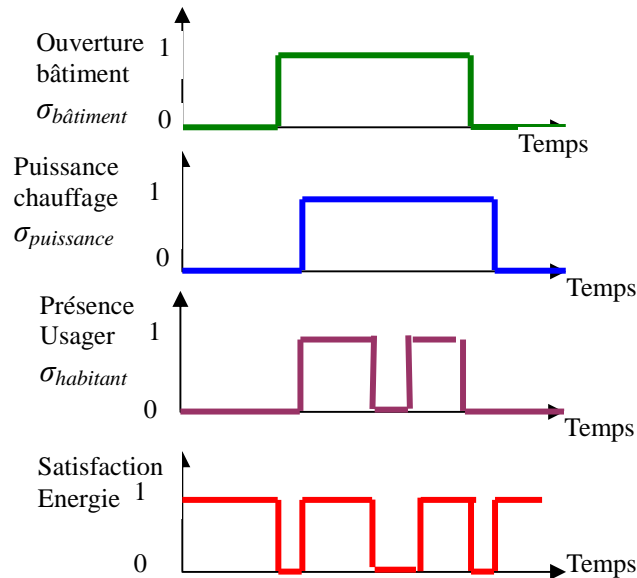 Ouverture
bâtiment
σbâtiment
1
0
Temps
Puissance
chauffage
σpuissance
1
0
Temps
Présence
Usager
σhabitant
1
0
Temps
Satisfaction
Energie
1
0
Temps